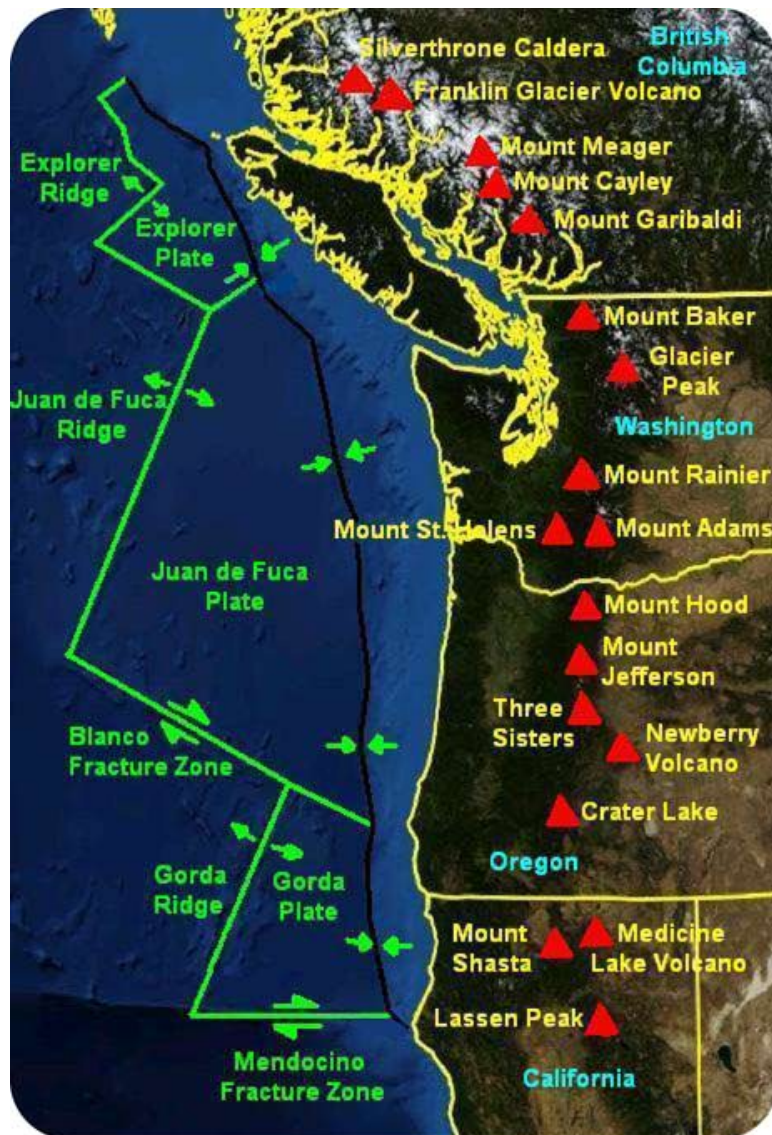 British
Columbia
Silverthrone Caldera
Franklin Glacier Volcano
Mount Meager
Mount Cayley
Mount Garibaldi
Explorer
Ridge
Explorer
Plate
Mount Baker
Glacier
Peak
Washington
Juan de Fuca
Ridge
Mount Rainier
Mount St. Helens
Mount Adams
Juan de Fuca
Plate
Mount Hood
Mount
Jefferson
Three
Sisters
Newberry
Volcano
Blanco
Fracture Zone
Crater Lake
Oregon
Gorda
Ridge
Gorda
Plate
Mount
Shasta
Medicine
Lake Volcano
Lassen Peak
Mendocino
Fracture Zone
California